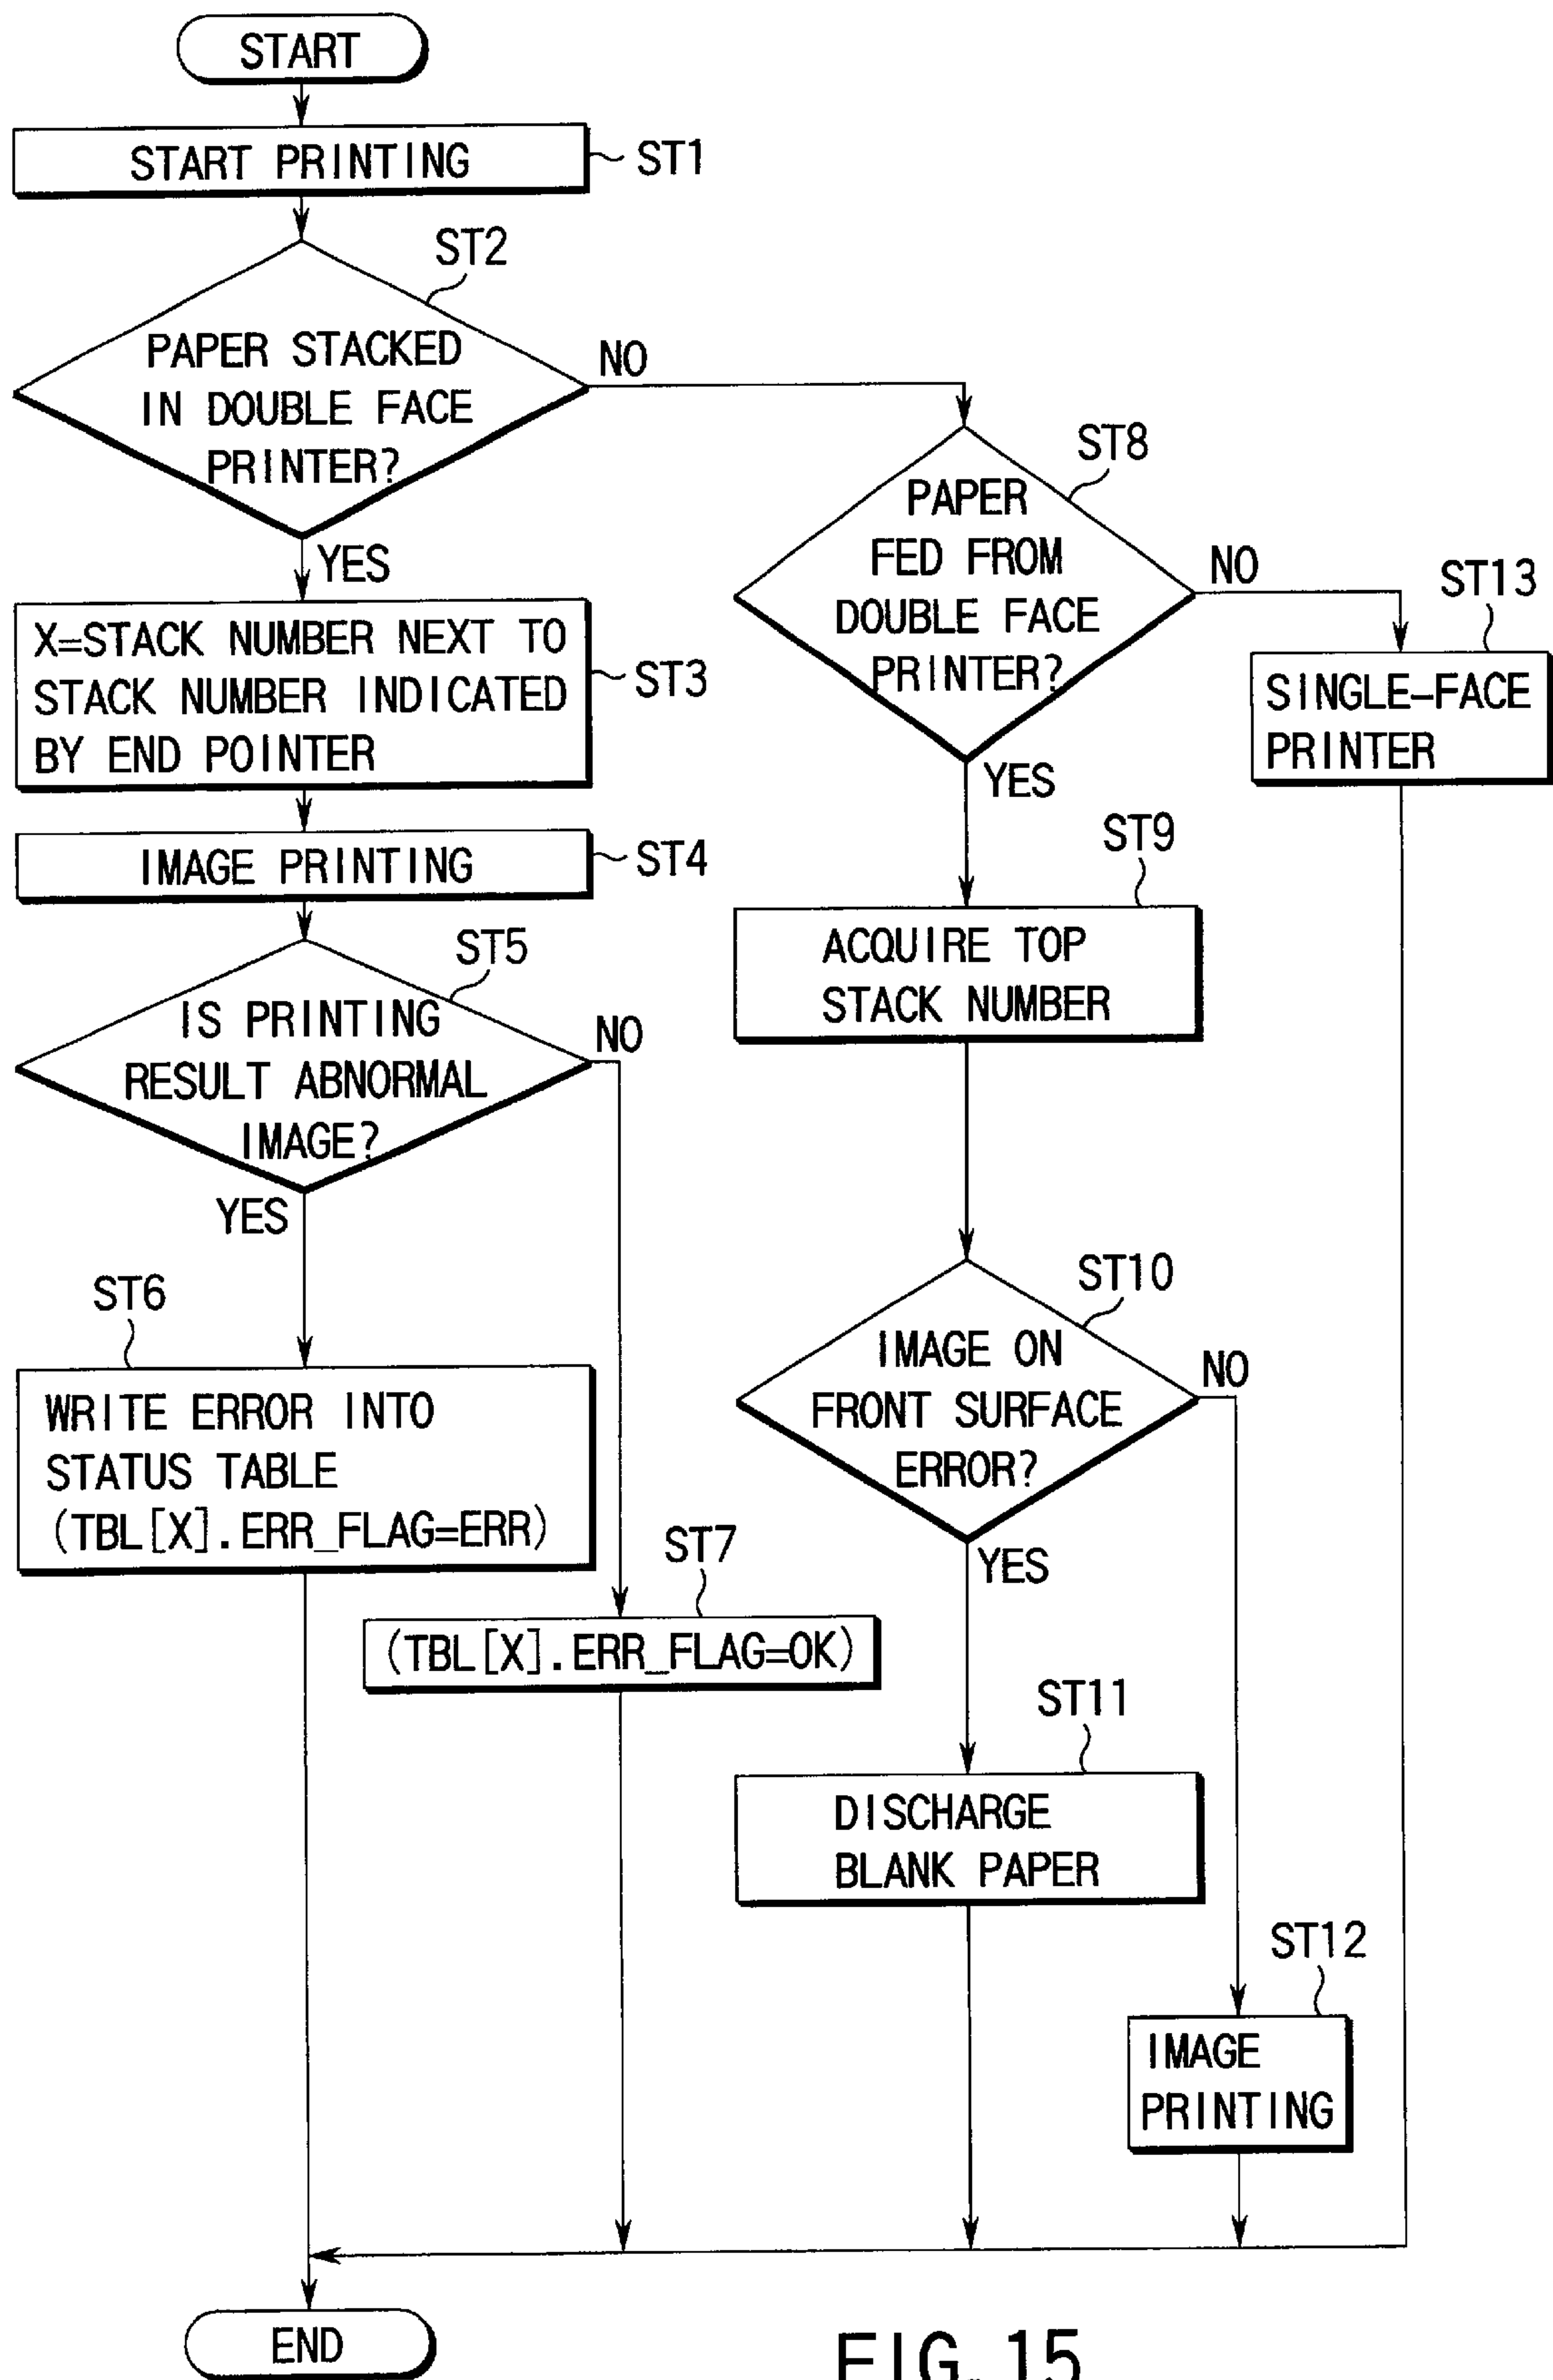 START
START PRINTING
ST1
ST2
PAPER STACKED
IN DOUBLE FACE
PRINTER?
NO
YES
X=STACK NUMBER NEXT TO
STACK NUMBER INDICATED
BY END POINTER
ST3
IMAGE PRINTING
ST4
ST5
IS PRINTING
RESULT ABNORMAL
IMAGE?
NO
YES
ST6
WRITE ERROR INTO
STATUS TABLE
(TBL[X].ERR_FLAG=ERR)
ST7
(TBL[X].ERR_FLAG=OK)
ST8
PAPER
FED FROM
DOUBLE FACE
PRINTER?
NO
YES
ST13
SINGLE-FACE
PRINTER
ST9
ACQUIRE TOP
STACK NUMBER
ST10
IMAGE ON
FRONT SURFACE
ERROR?
NO
YES
ST11
DISCHARGE
BLANK PAPER
ST12
IMAGE
PRINTING
END
FIG. 15